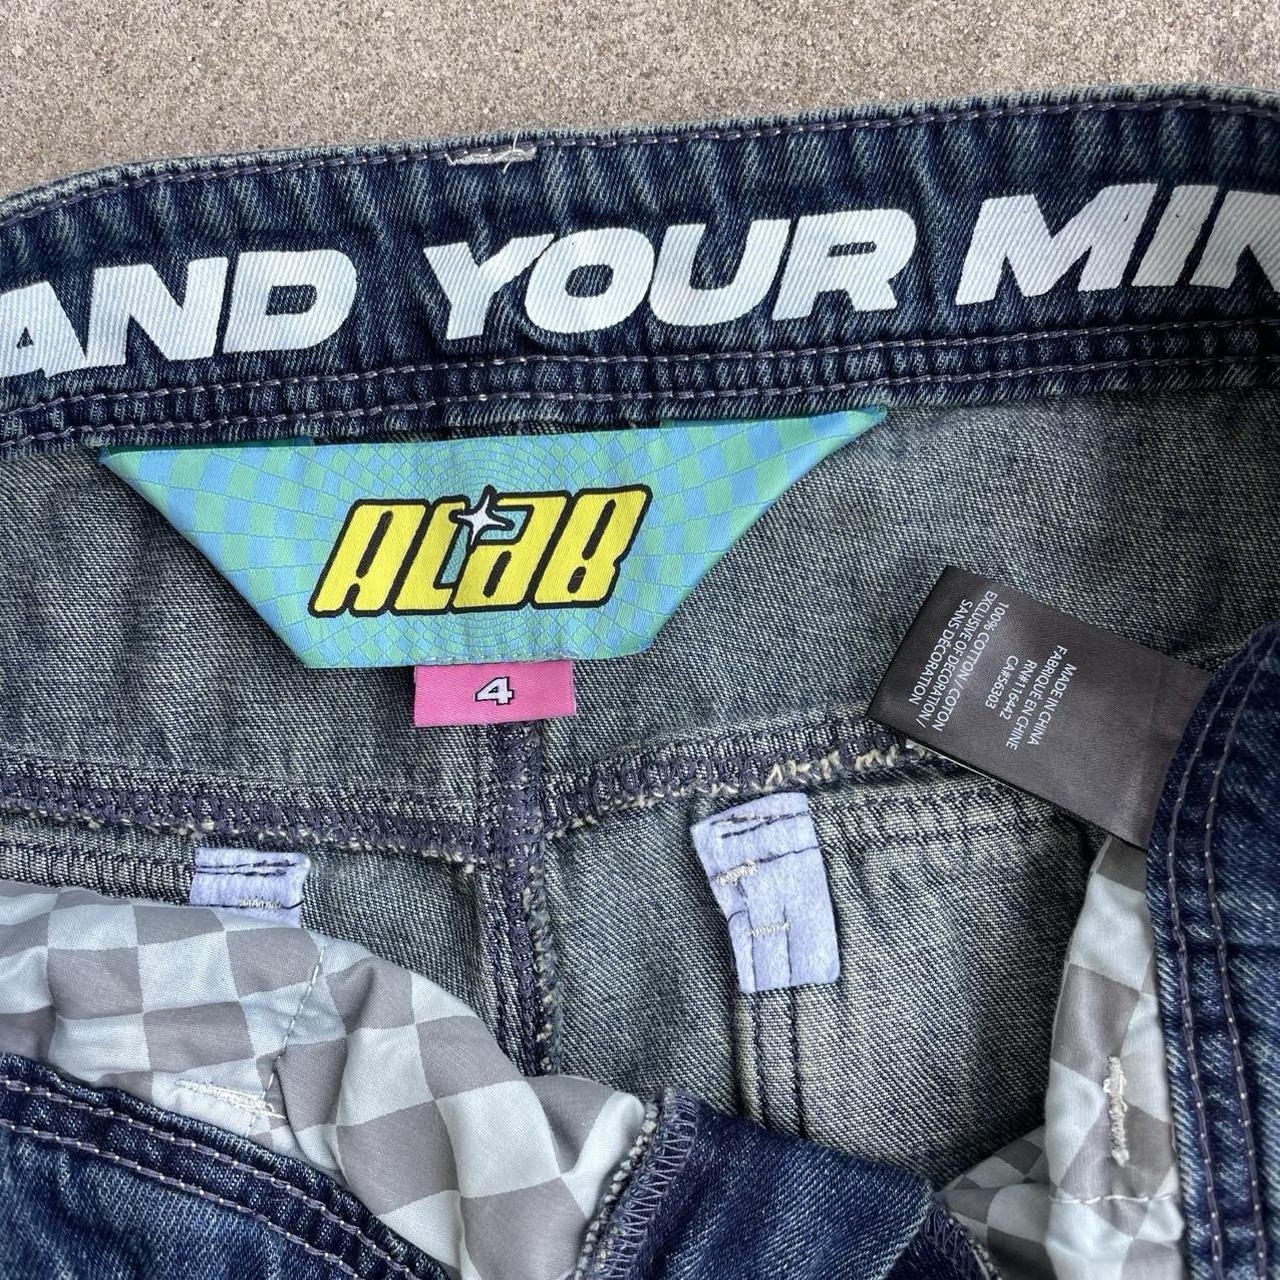 AND YOUR MIN
ALAB
4
100% COTTON / COTON
EXCLUSIVE OF DECORATION /
SANS DÉCORATION
MADE IN CHINA
FABRIQUE EN CHINE
RN#116442
CA#56303